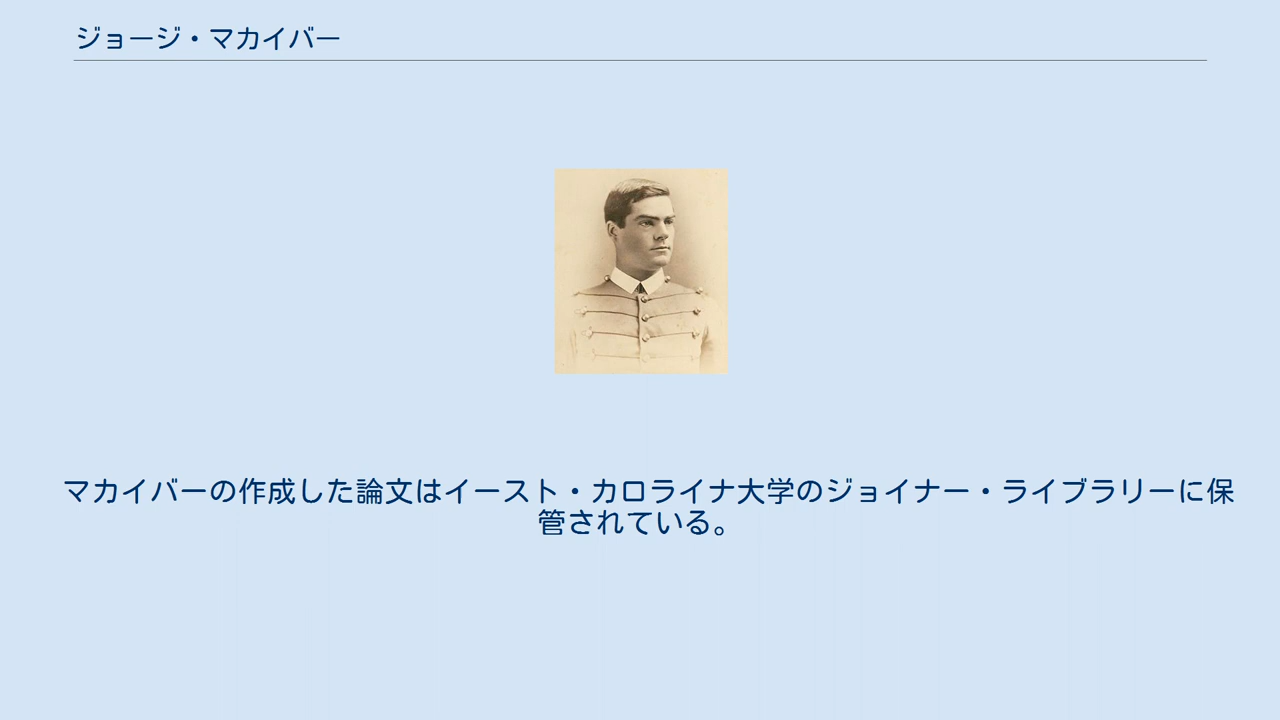 ジョージ・マカイバー
マカイバーの作成した論文はイースト・カロライナ大学のジョイナー・ライブラリーに保
管されている。